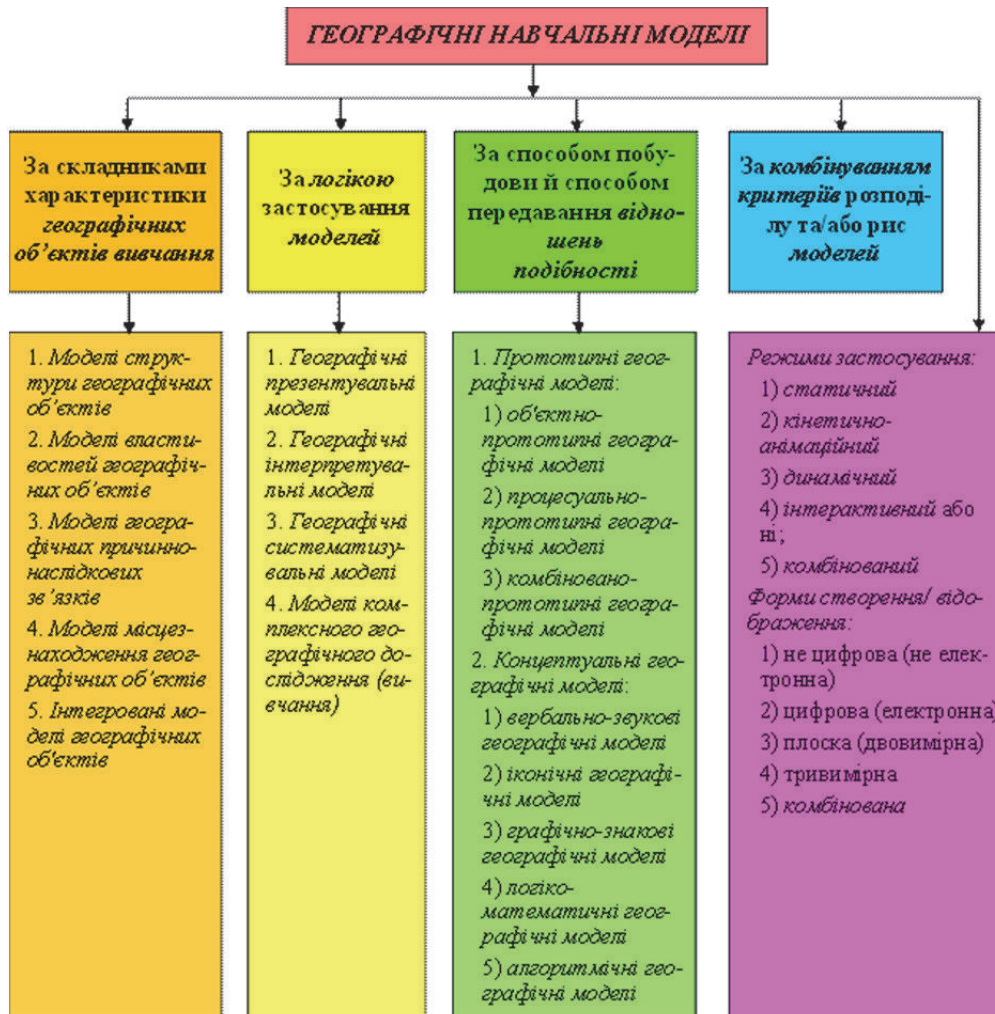 ГЕОГРАФІЧНІ НАВЧАЛЬНІ МОДЕЛІ
За складниками
характеристики
географічних
об’єктів вивчання
За логікою
застосування
моделей
За способом побу-
дови й способом
передавання відно-
шень
подібності
За комбінуванням
критеріїв розподі-
лу та/або рис
моделей
1. Моделі струк-
тури географічних
об’єктів
2. Моделі власти-
востей географіч-
них об’єктів
3. Моделі геогра-
фічних причинно-
наслідкових
зв’язків
4. Моделі місцез-
находження гео-
рафічних об’єктів
5. Інтегровані мо-
делі географічних
об'єктів
1. Географічні
презентувальні
моделі
2. Географічні
інтерпретува-
льні моделі
3. Географічні
систематизу-
вальні моделі
4. Моделі ком-
плексного гео-
графічного до-
слідження (ви-
вчання)
1. Прототипні геог-
рафічні моделі:
1) об'єктно-
прототипні геогра-
фічні моделі
2) процесуально-
прототипні геогра-
фічні моделі
3) комбіновано-
прототипні геогра-
фічні моделі
2. Концептуальні гео-
графічні моделі:
1) вербально-звукові
географічні моделі
2) іконічні географі-
чні моделі
3) графічно-знакові
географічні моделі
4) логіко-
математичні геог-
рафічні моделі
5) алгоритмічні гео-
графічні моделі
Режими застосування:
1) статичний
2) кінетично-
анімаційний
3) динамічний
4) інтерактивний або
ні;
5) комбінований
Форми створення/ відо-
браження:
1) не цифрова (не елек-
тронна)
2) цифрова (електронна)
3) плоска (двовимірна)
4) тривимірна
5) комбінована